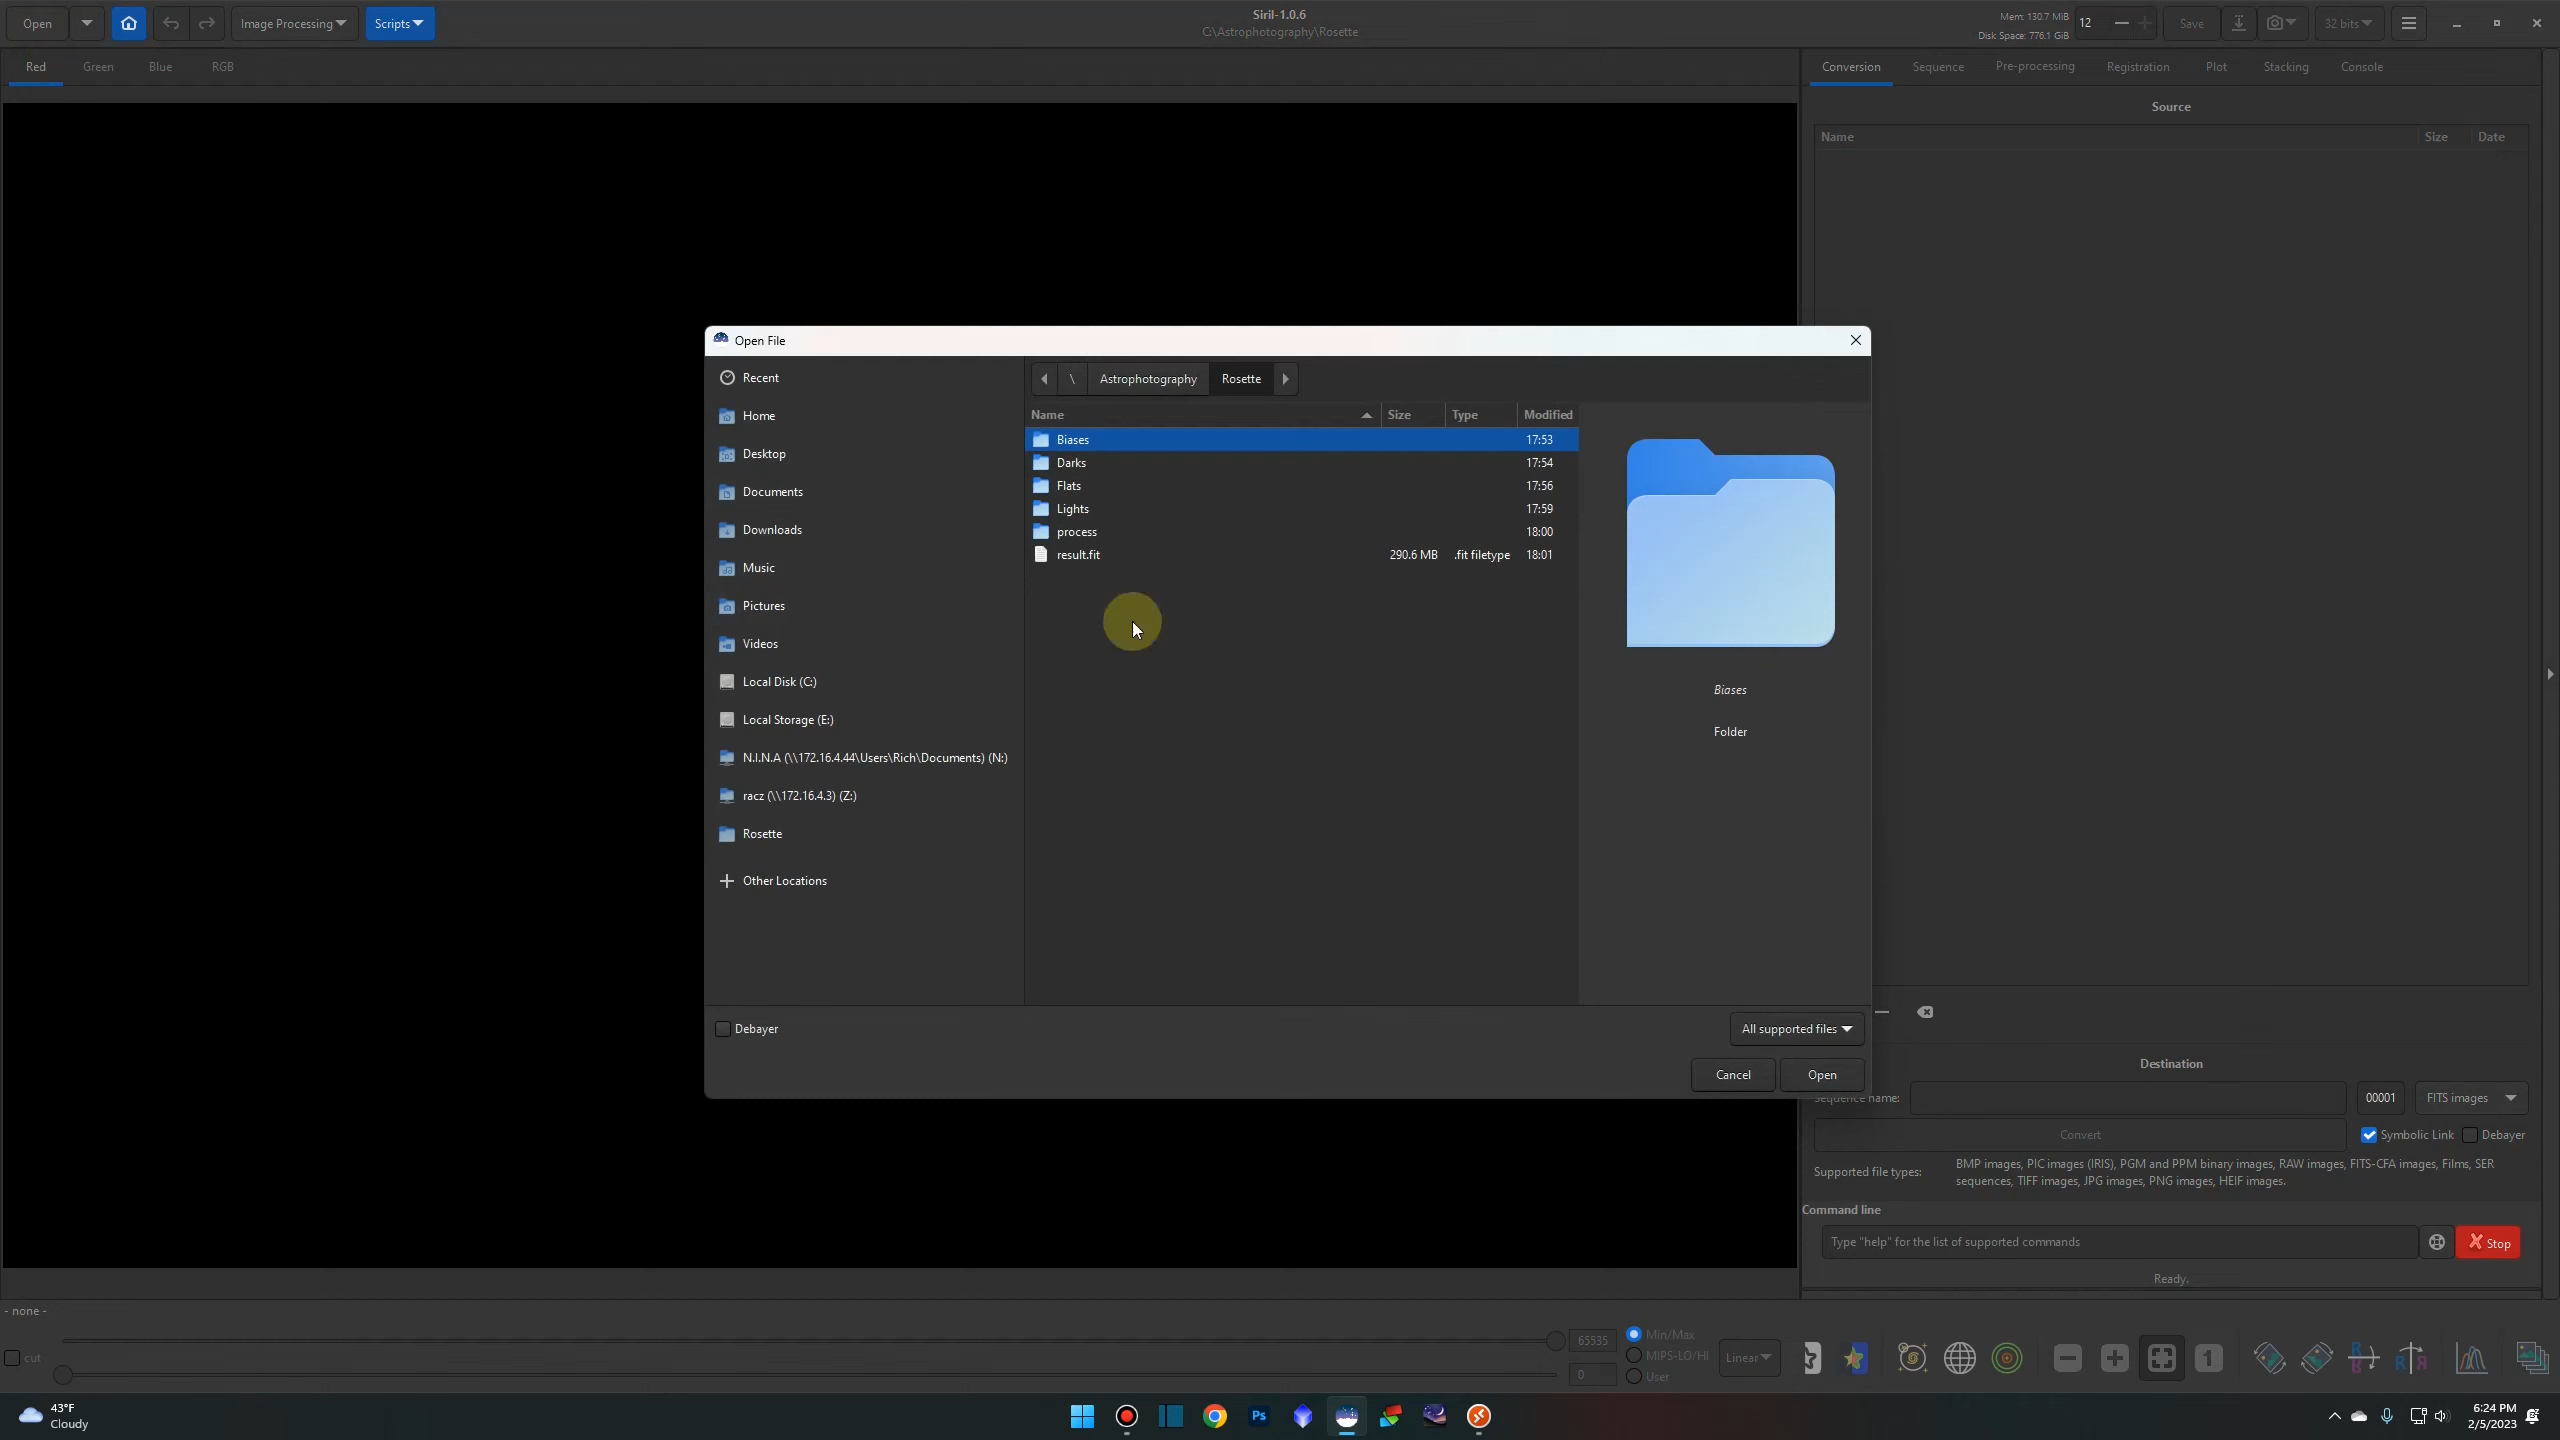 Open
Image Processing
Scripts
Siril-1.0.6
C:\Astrophotography\Rosette
Mem: 130.7 MiB
Disk Space: 776.1 GiB
12
Save
32 bits
Red Green Blue RGB
Conversion Sequence Pre-processing Registration Plot Stacking Console
Source
Name Size Date
Open File
Recent
Home
Desktop
Documents
Downloads
Music
Pictures
Videos
Local Disk (C:)
Local Storage (E:)
N.I.N.A (\\172.16.4.44\Users\Rich\Documents) (N:)
racz (\\172.16.4.3) (Z:)
Rosette
Other Locations
\ Astrophotography Rosette
Name Size Type Modified
Biases 17:53
Darks 17:54
Flats 17:56
Lights 17:59
process 18:00
result.fit 290.6 MB .fit filetype 18:01
Biases
Folder
Debayer
All supported files
Cancel Open
Destination
Sequence name: 00001 FITS images
Convert Symbolic Link Debayer
Supported file types: BMP images, PIC images (IRIS), PGM and PPM binary images, RAW images, FITS-CFA images, Films, SER
sequences, TIFF images, JPG images, PNG images, HEIF images.
Command line
Type "help" for the list of supported commands
Stop
Ready.
- none -
cut
65535
0
Min/Max
MIPS-LO/HI
User
Linear
1
R R
R R
43°F
Cloudy
Ps
6:24 PM
2/5/2023